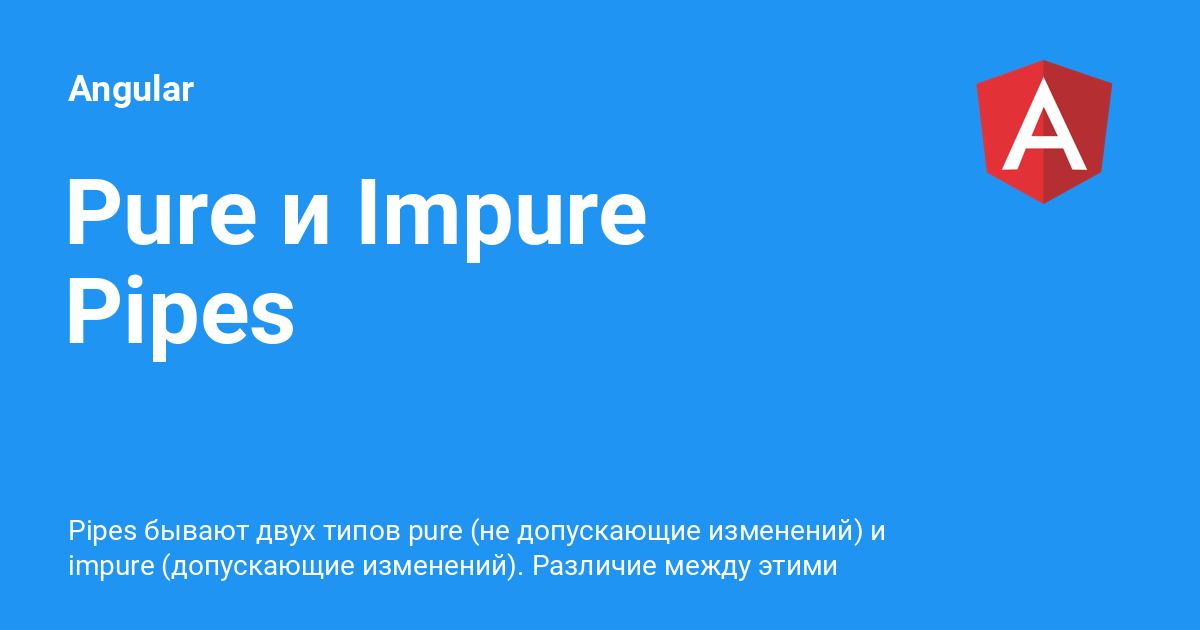 Angular
Pure и Impure
Pipes
Pipes бывают двух типов pure (не допускающие изменений) и
impure (допускающие изменений). Различие между этими